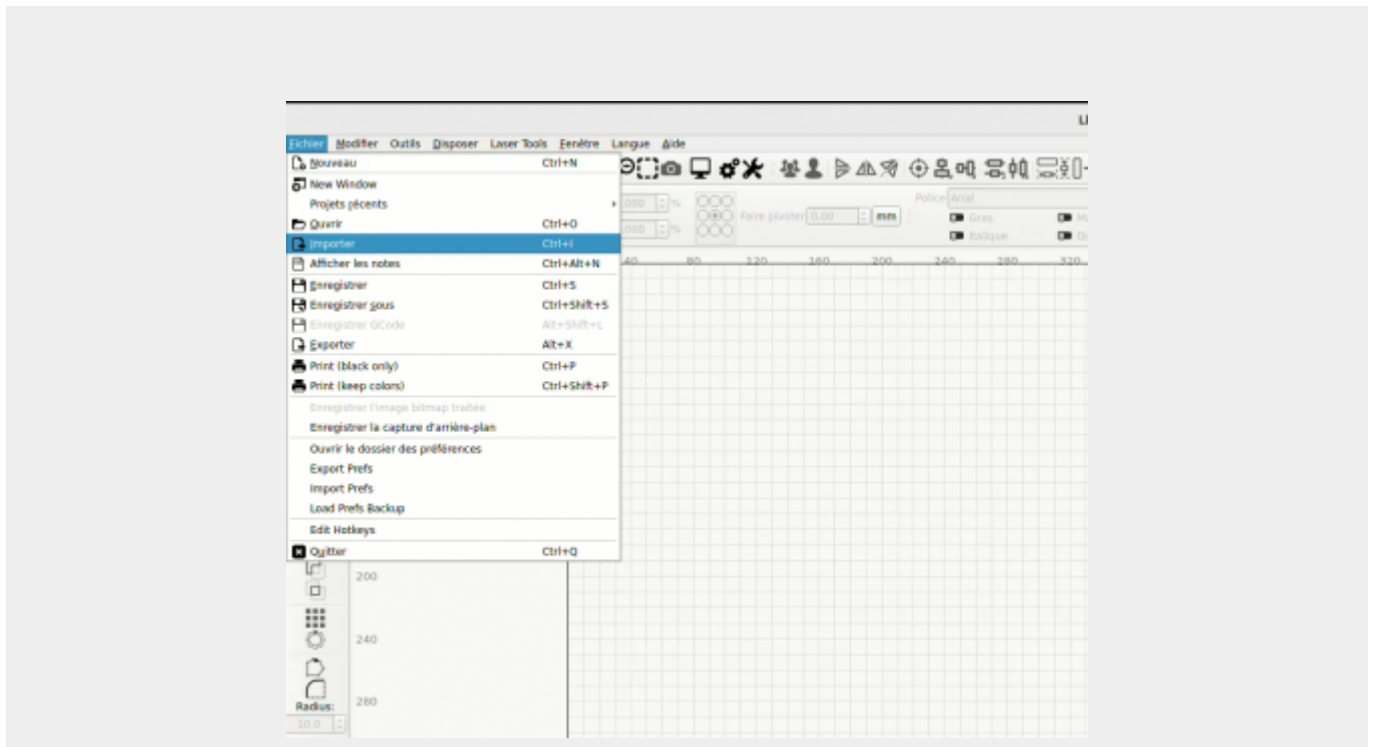 LI
Fichier Modifier Outils Disposer Laser Tools Fenêtre Langue Aide
Nouveau Ctrl+N
New Window
Projets récents
Ouvrir Ctrl+O
Importer Ctrl+I
Afficher les notes Ctrl+Alt+N
Enregistrer Ctrl+S
Enregistrer sous Ctrl+Shift+S
Enregistrer GCode Alt+Shift+L
Exporter Alt+X
Print (black only) Ctrl+P
Print (keep colors) Ctrl+Shift+P
Enregistrer l'image bitmap traitée
Enregistrer la capture d'arrière-plan
Ouvrir le dossier des préférences
Export Prefs
Import Prefs
Load Prefs Backup
Edit Hotkeys
Quitter Ctrl+Q
.000 %
.000 %
Faire pivoter 0,00 mm
Police Arial
Gras
Italique
40 80 120 160 200 240 280 320
200
240
280
Radius:
10.0